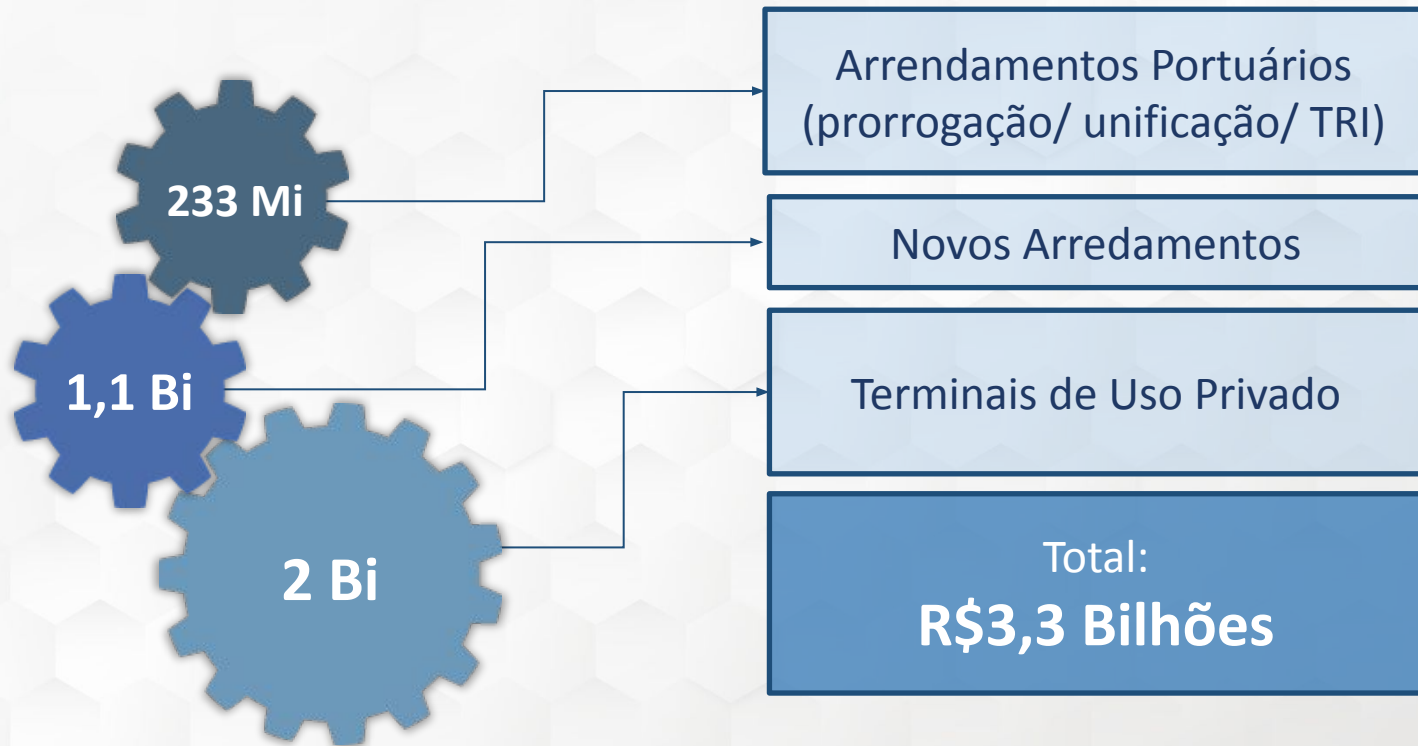 233 Mi
Arrendamentos Portuários
(prorrogação/ unificação/ TRI)
1,1 Bi
Novos Arredamentos
2 Bi
Terminais de Uso Privado
Total:
R$3,3 Bilhões